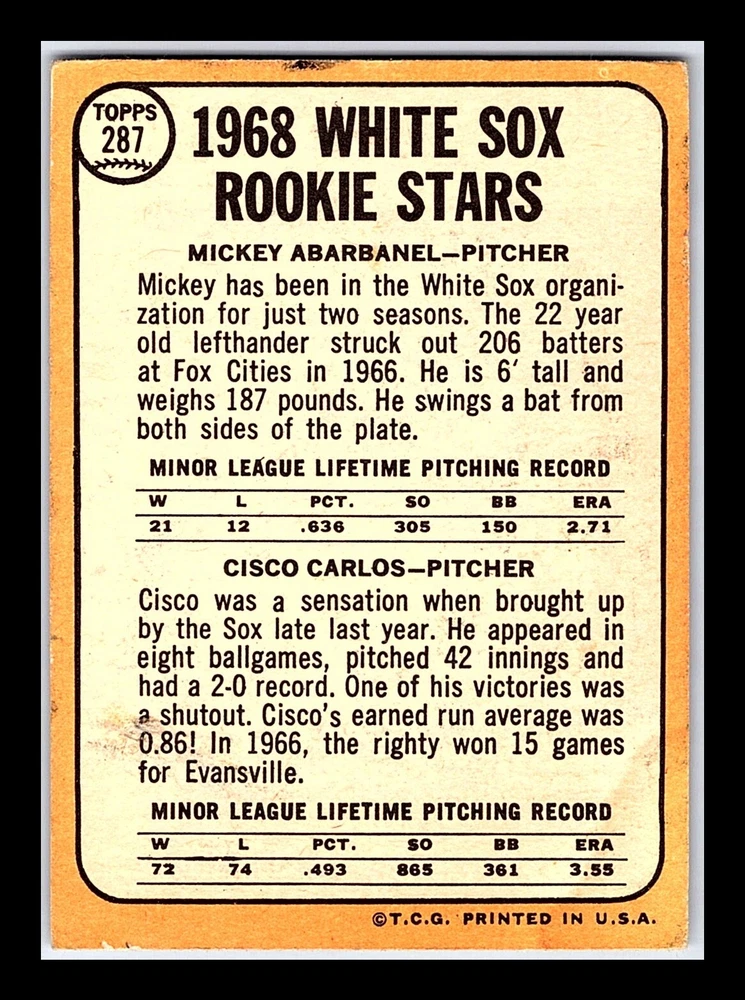 TOPPS
287
1968 WHITE SOX
ROOKIE STARS
MICKEY ABARBANEL—PITCHER
Mickey has been in the White Sox organi-
zation for just two seasons. The 22 year
old lefthander struck out 206 batters
at Fox Cities in 1966. He is 6′ tall and
weighs 187 pounds. He swings a bat from
both sides of the plate.
MINOR LEAGUE LIFETIME PITCHING RECORD
W L PCT. SO BB ERA
21 12 .636 305 150 2.71
CISCO CARLOS—PITCHER
Cisco was a sensation when brought up
by the Sox late last year. He appeared in
eight ballgames, pitched 42 innings and
had a 2-0 record. One of his victories was
a shutout. Cisco's earned run average was
0.86! In 1966, the righty won 15 games
for Evansville.
MINOR LEAGUE LIFETIME PITCHING RECORD
W L PCT. SO BB ERA
72 74 .493 865 361 3.55
©T.C.G. PRINTED IN U.S.A.